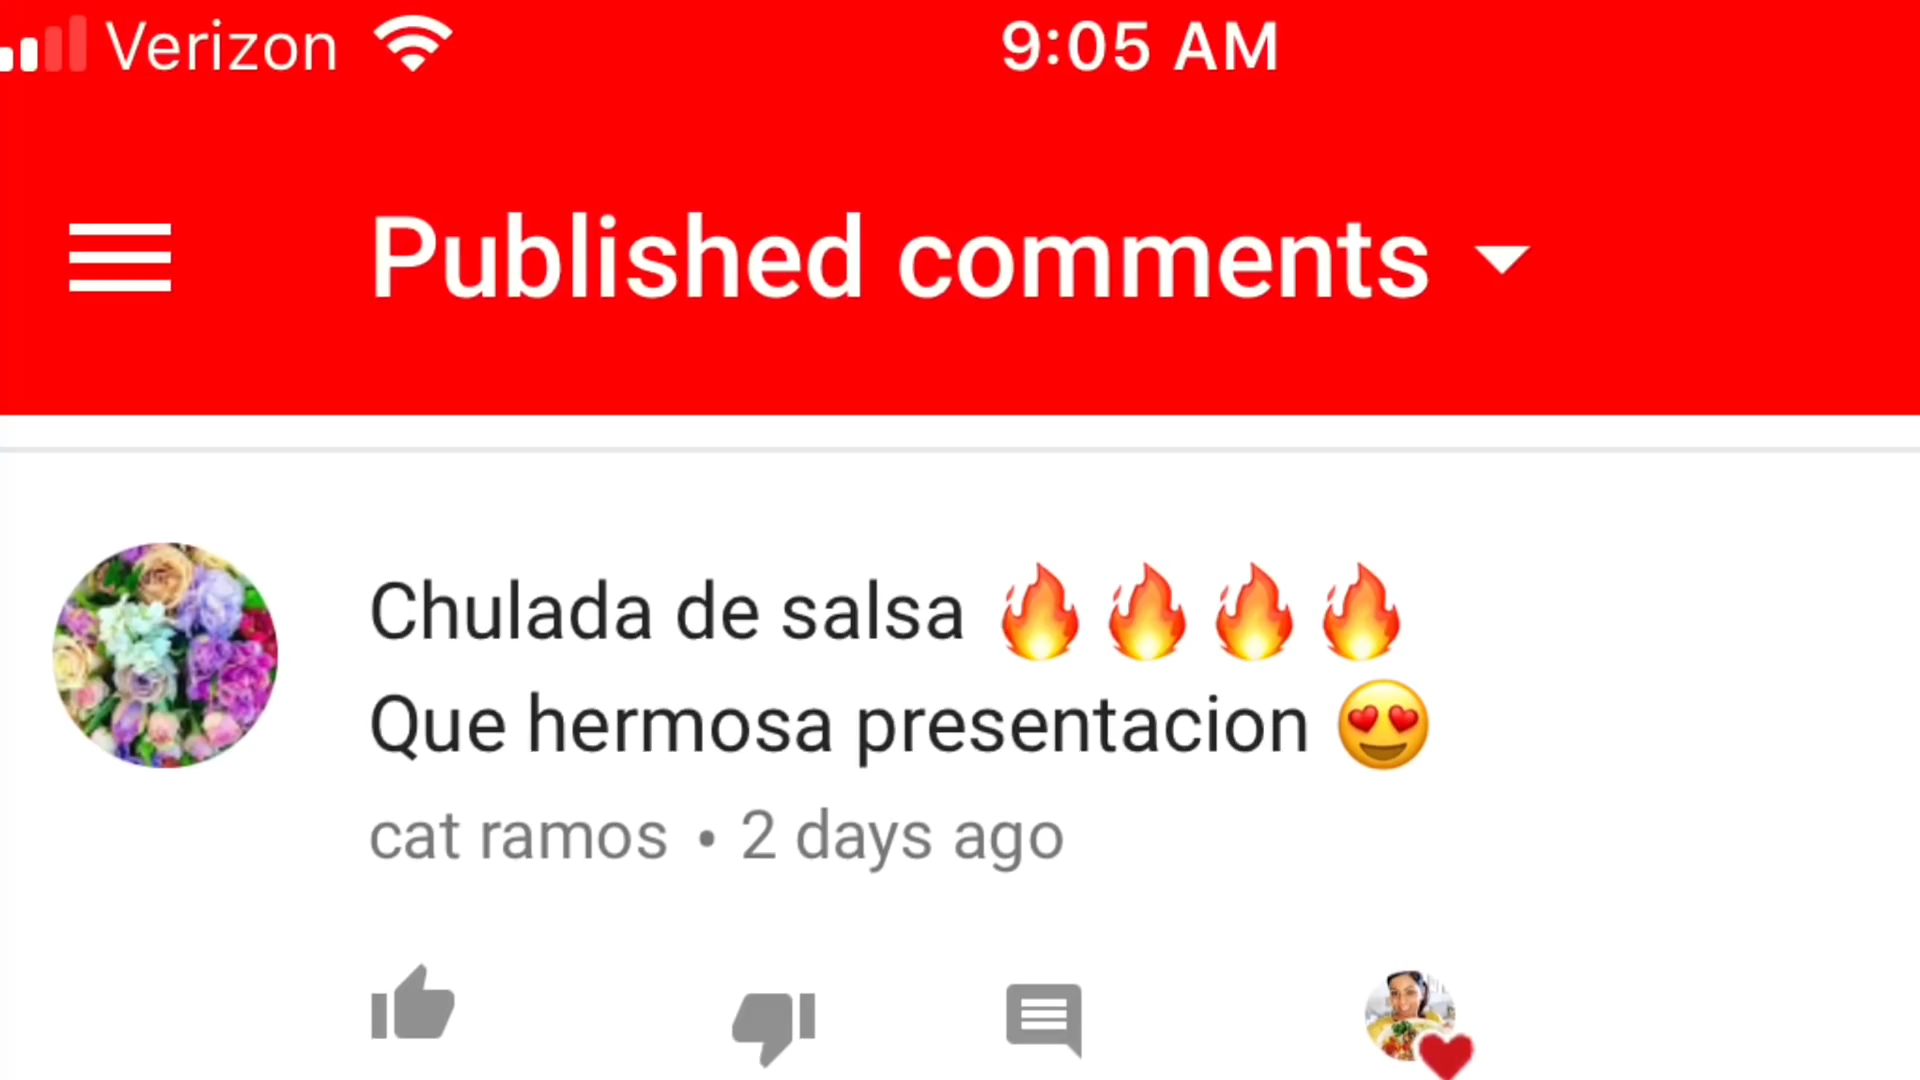 Verizon 9:05 AM
Published comments
Chulada de salsa 🔥🔥🔥🔥
Que hermosa presentacion 😍
cat ramos • 2 days ago